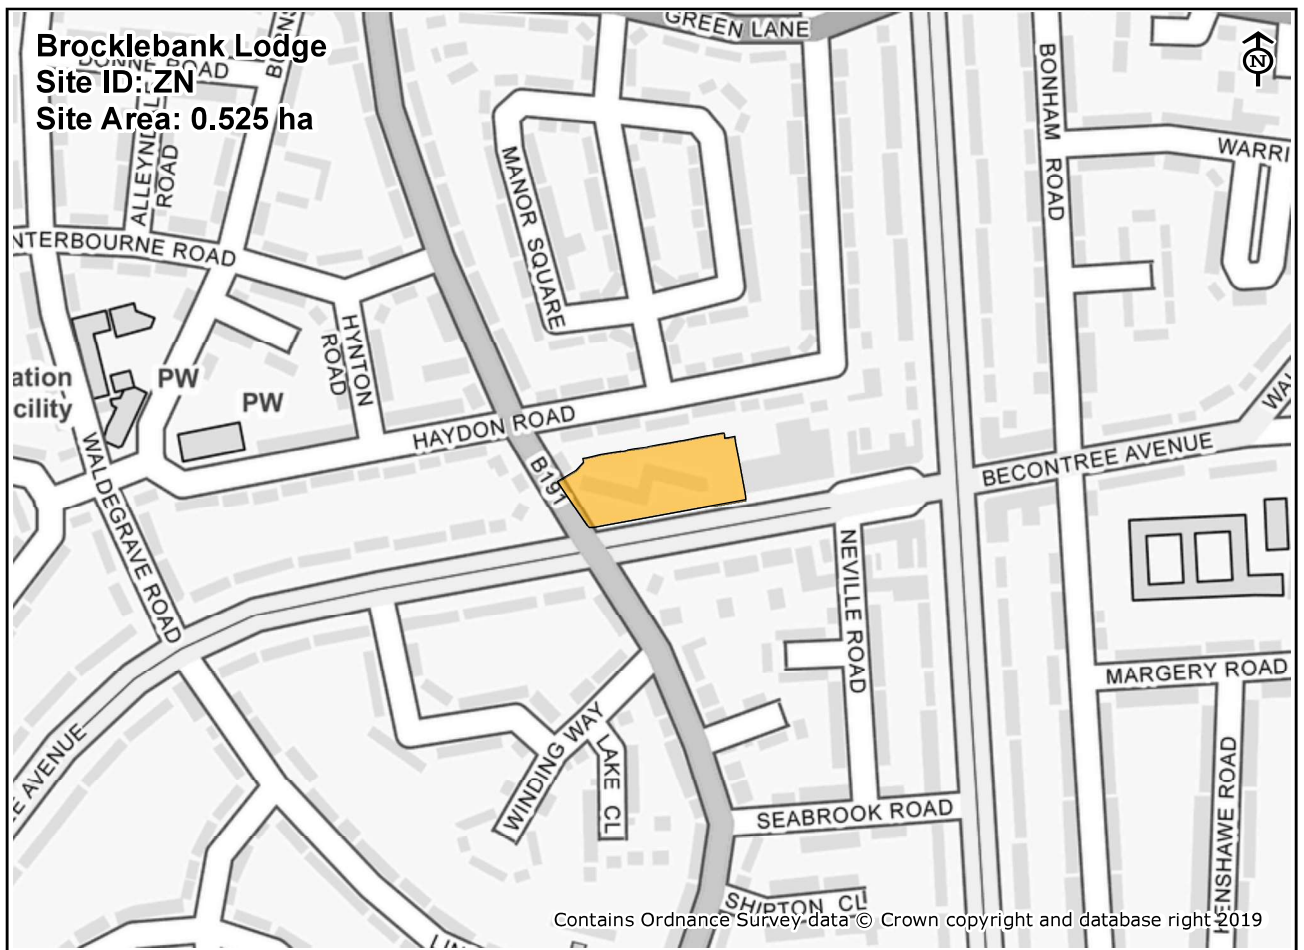 Brocklebank Lodge
Site ID: ZN
Site Area: 0.525 ha
GREEN LANE
N
DONNE ROAD
ALLEYNDALE
ROAD
BONHAM ROAD
WARRI
MANOR SQUARE
NTERBOURNE ROAD
HYNTON
ROAD
ation
cility
PW
PW
HAYDON ROAD
WALDEGRAVE ROAD
B191
BECONTREE AVENUE
NEVILLE ROAD
MARGERY ROAD
E AVENUE
WINDING WAY
LAKE CL
SEABROOK ROAD
HENSHAWE ROAD
SHIPTON CL
Contains Ordnance Survey data © Crown copyright and database right 2019